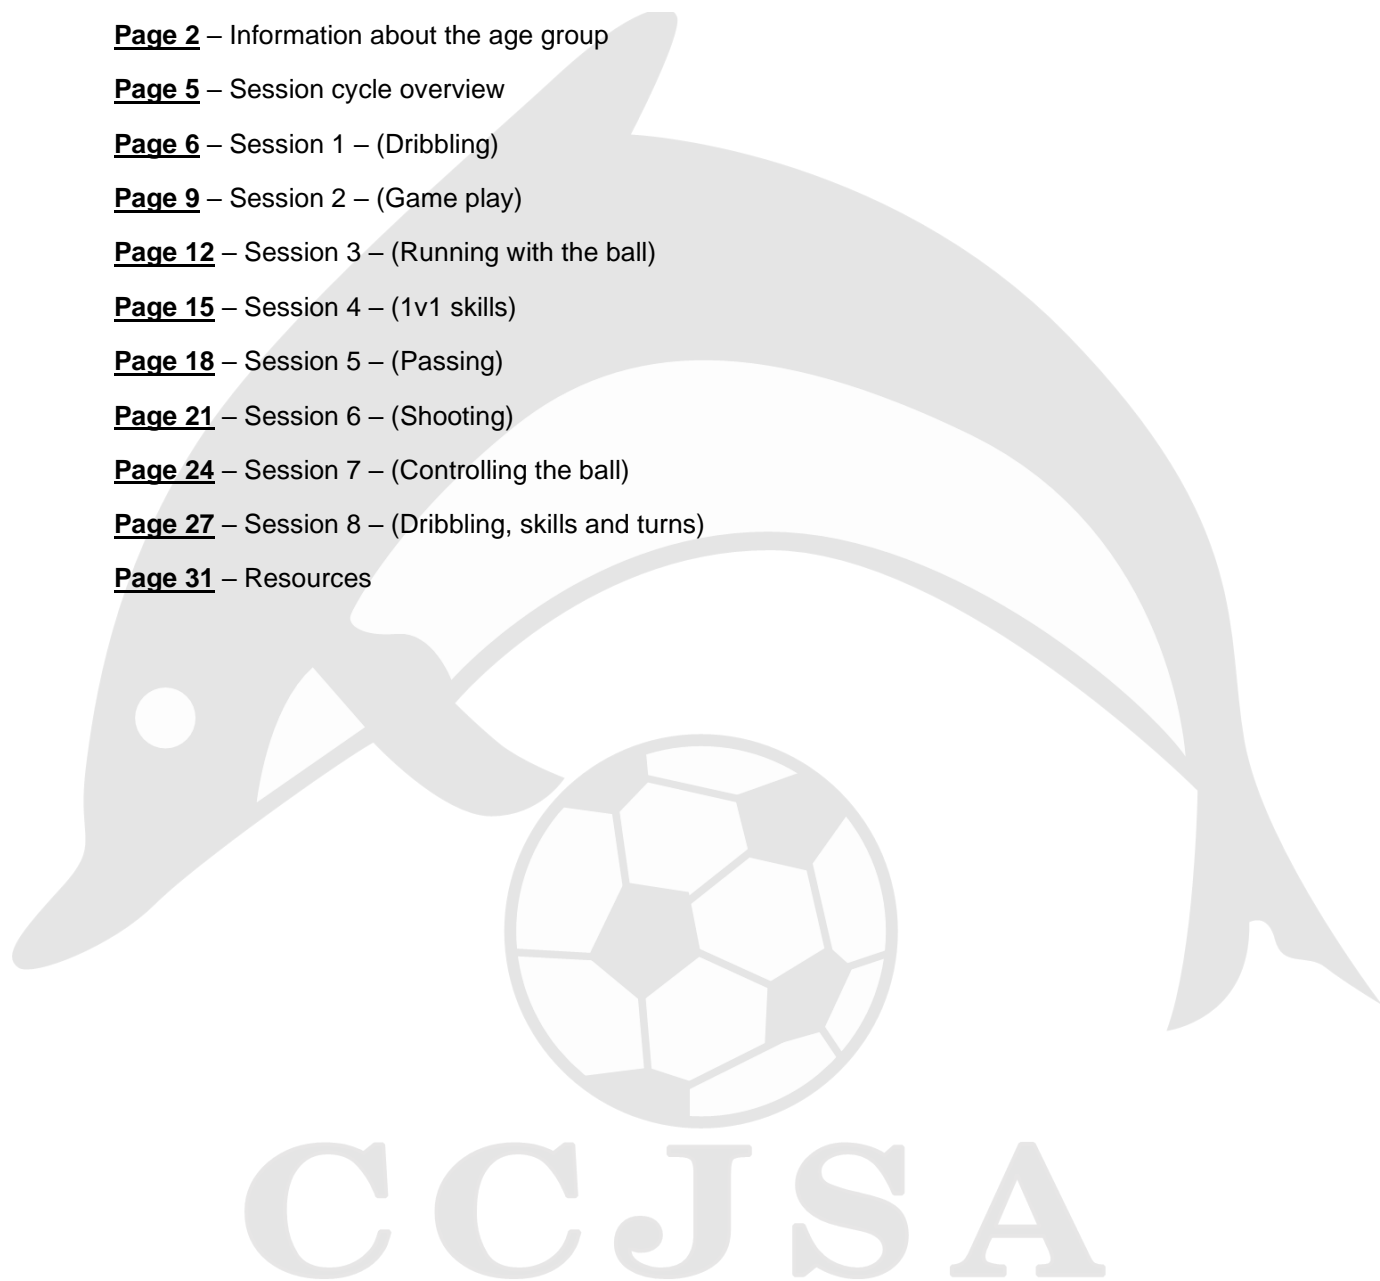 Page 2 – Information about the age group
Page 5 – Session cycle overview
Page 6 – Session 1 – (Dribbling)
Page 9 – Session 2 – (Game play)
Page 12 – Session 3 – (Running with the ball)
Page 15 – Session 4 – (1v1 skills)
Page 18 – Session 5 – (Passing)
Page 21 – Session 6 – (Shooting)
Page 24 – Session 7 – (Controlling the ball)
Page 27 – Session 8 – (Dribbling, skills and turns)
Page 31 – Resources
CCJSA